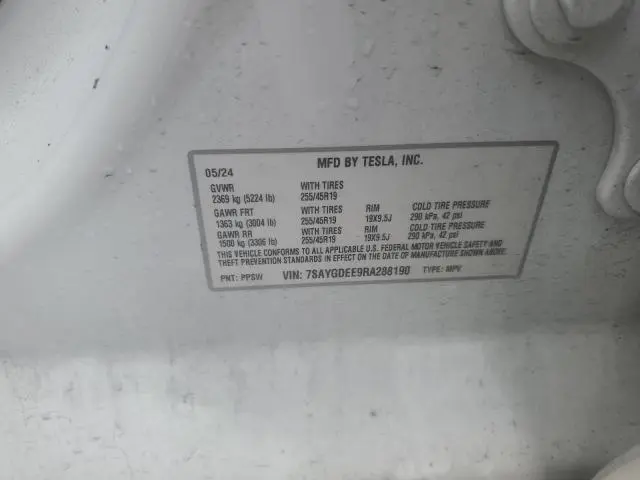 MFD BY TESLA, INC.
05/24
GVWR WITH TIRES
2369 kg (5224 lb) 255/45R19
GAWR FRT WITH TIRES RIM COLD TIRE PRESSURE
1363 kg (3004 lb) 255/45R19 19X9.5J 290 kPa, 42 psi
GAWR RR WITH TIRES RIM COLD TIRE PRESSURE
1500 kg (3306 lb) 255/45R19 19X9.5J 290 kPa, 42 psi
THIS VEHICLE CONFORMS TO ALL APPLICABLE U.S. FEDERAL MOTOR VEHICLE SAFETY AND
THEFT PREVENTION STANDARDS IN EFFECT ON THE DATE OF MANUFACTURE SHOWN ABOVE.
PNT: PPSW VIN: 7SAYGDEE9RA288190 TYPE: MPV